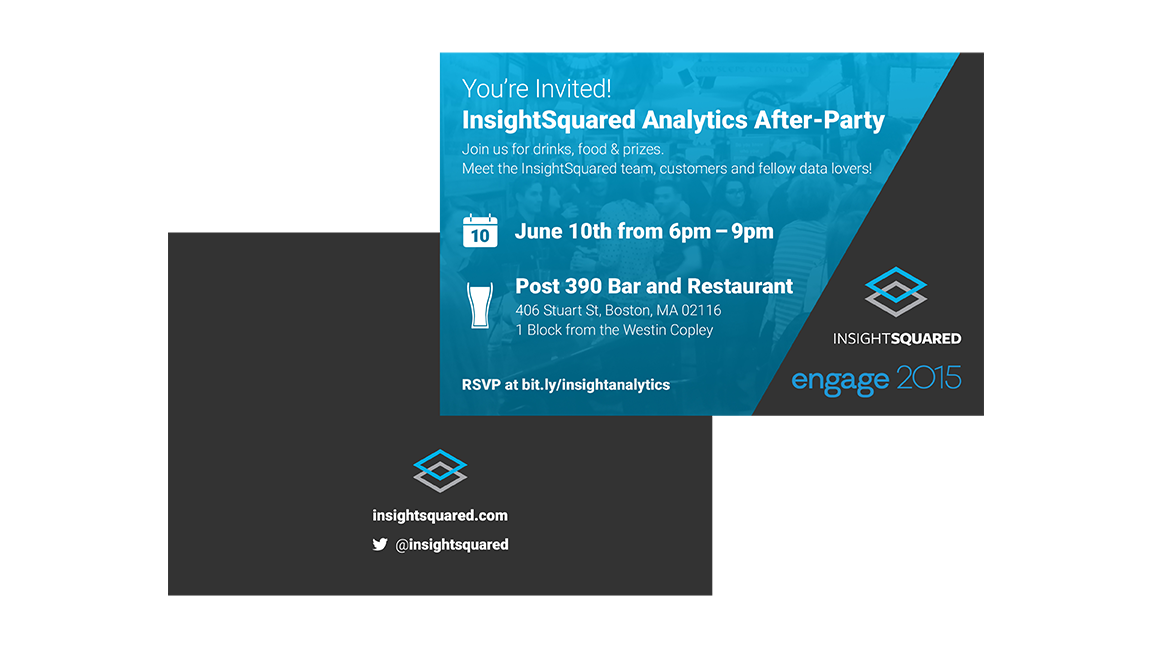 You're Invited!
InsightSquared Analytics After-Party
Join us for drinks, food & prizes.
Meet the InsightSquared team, customers and fellow data lovers!
10
June 10th from 6pm – 9pm
Post 390 Bar and Restaurant
406 Stuart St, Boston, MA 02116
1 Block from the Westin Copley
RSVP at bit.ly/insightanalytics
INSIGHTSQUARED
engage 2015
insightsquared.com
@insightsquared